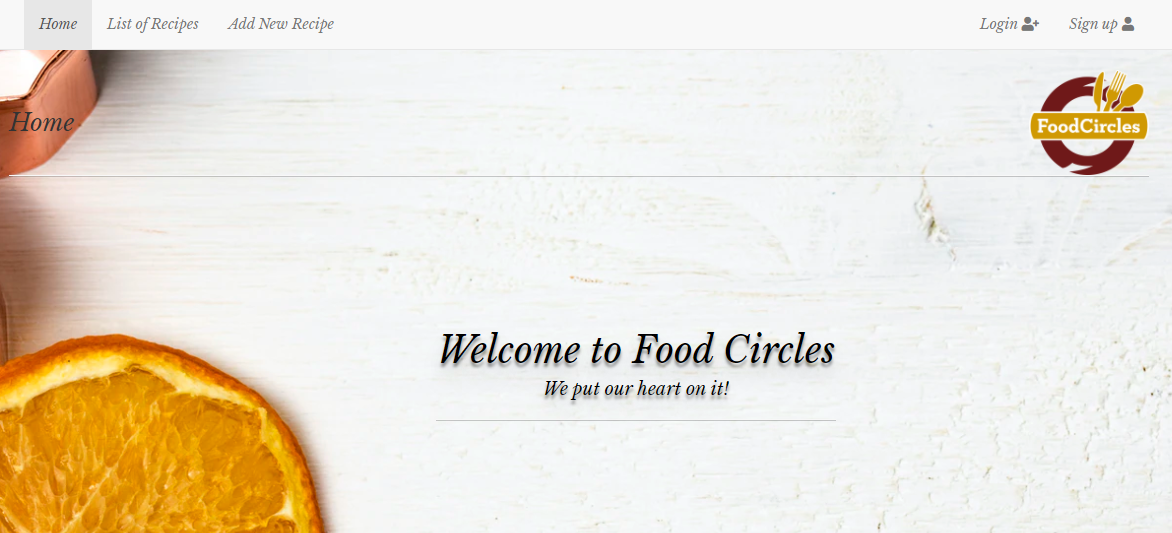 Home List of Recipes Add New Recipe Login Sign up
Home
FoodCircles
Welcome to Food Circles
We put our heart on it!